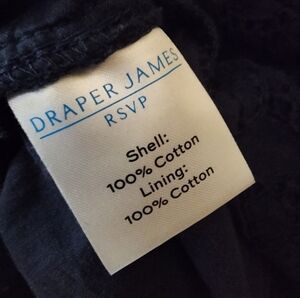 DRAPER JAMES
RSVP
Shell:
100% Cotton
Lining:
100% Cotton